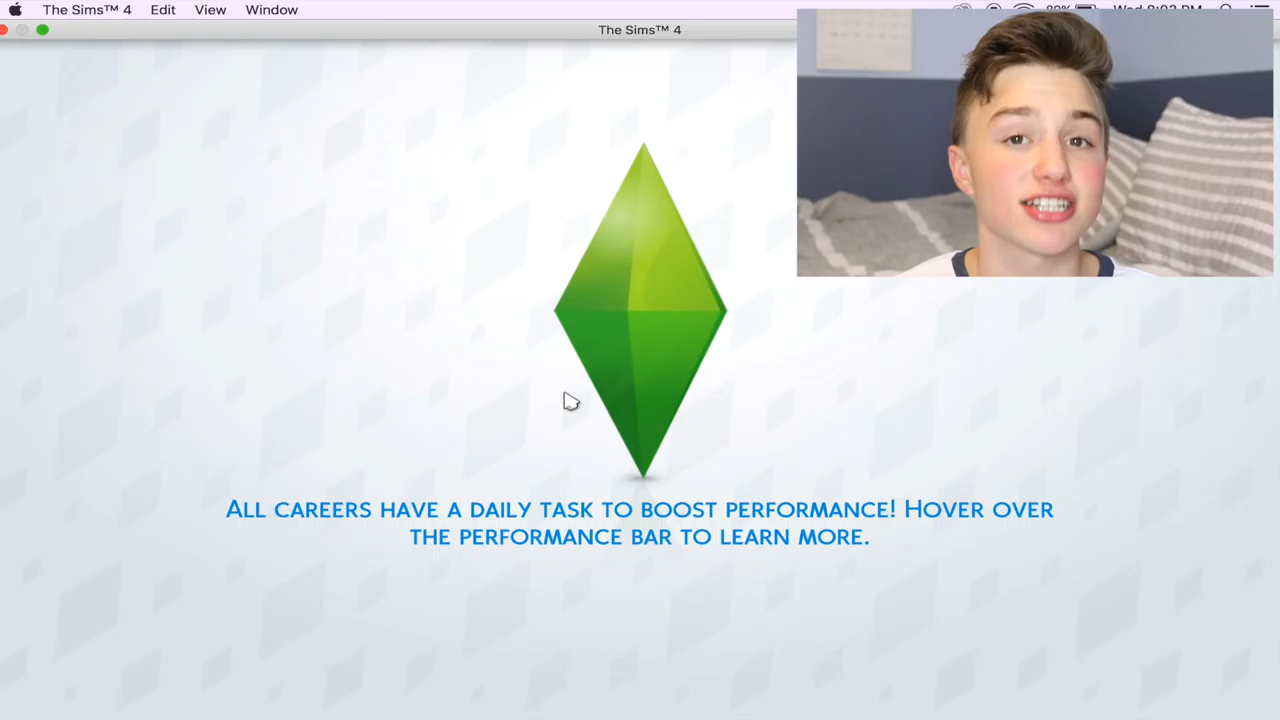 The Sims™ 4 Edit View Window
The Sims™ 4
ALL CAREERS HAVE A DAILY TASK TO BOOST PERFORMANCE! HOVER OVER
THE PERFORMANCE BAR TO LEARN MORE.